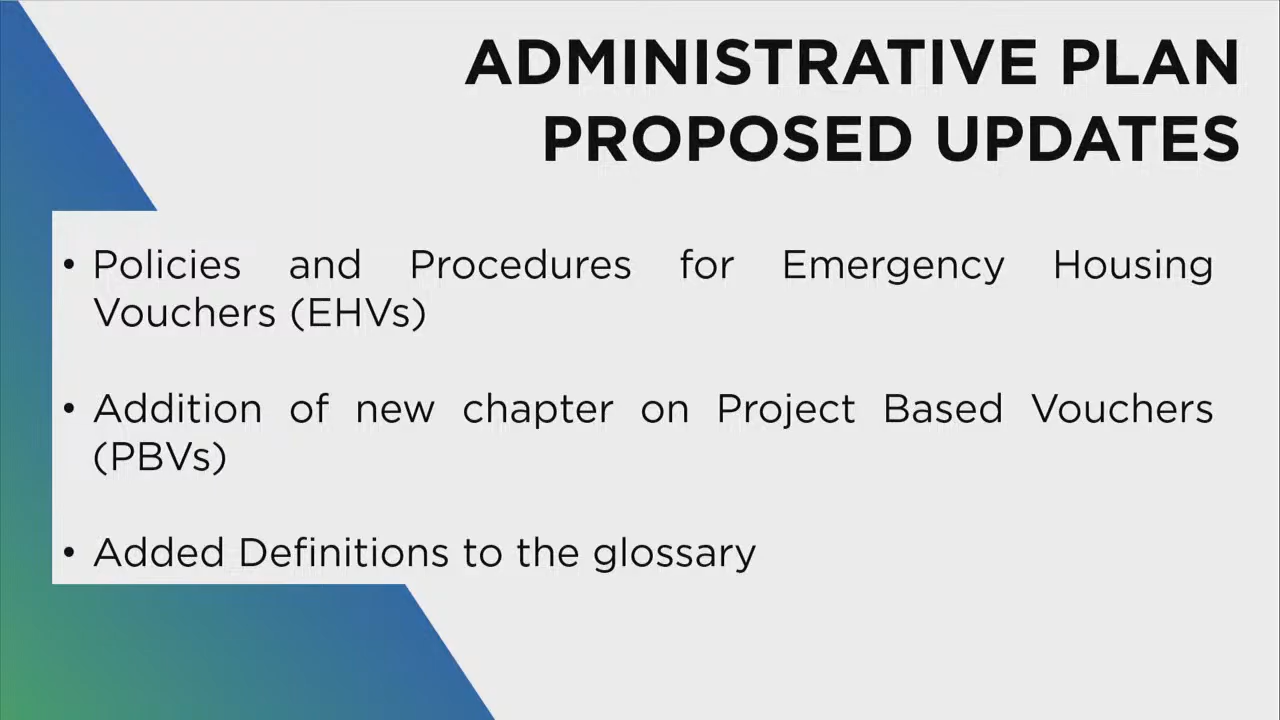 ADMINISTRATIVE PLAN
PROPOSED UPDATES
• Policies and Procedures for Emergency Housing
Vouchers (EHVs)
• Addition of new chapter on Project Based Vouchers
(PBVs)
• Added Definitions to the glossary